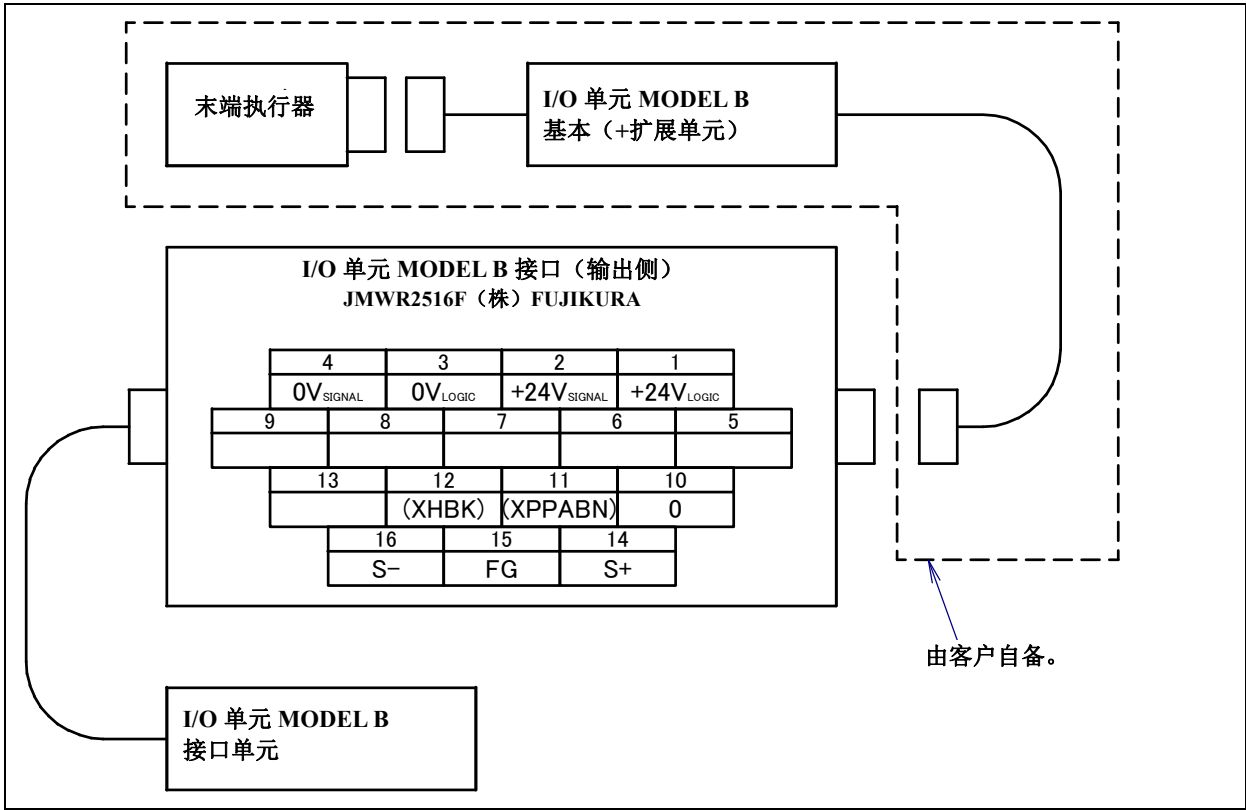 末端执行器
I/O 单元 MODEL B
基本（+扩展单元）
I/O 单元 MODEL B 接口（输出侧）
JMWR2516F（株）FUJIKURA
4 3 2 1
0VSIGNAL 0VLOGIC +24VSIGNAL +24VLOGIC
9 8 7 6 5
13 12 11 10
(XHBK) (XPPABN) 0
16 15 14
S- FG S+
由客户自备。
I/O 单元 MODEL B
接口单元